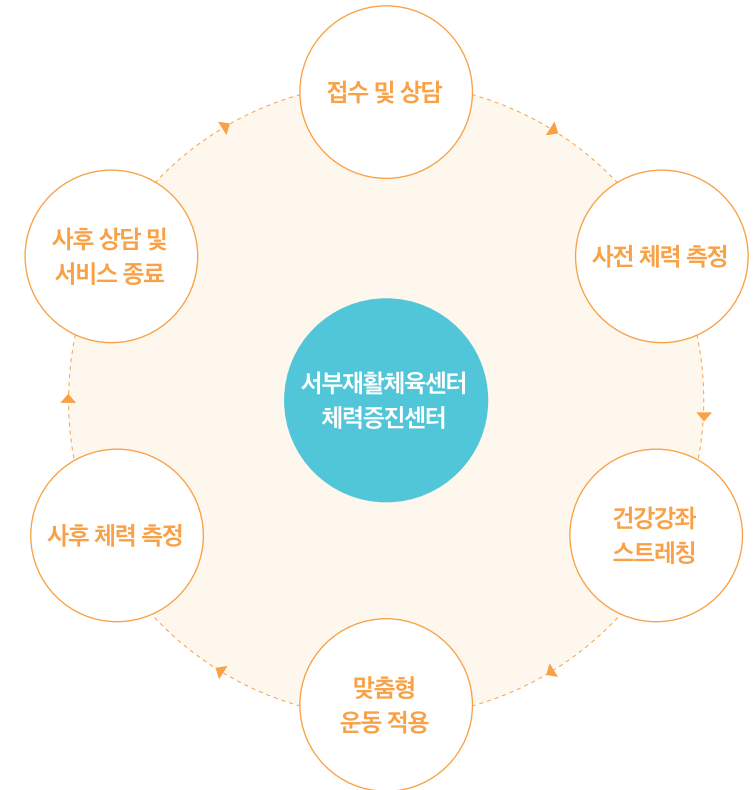 접수 및 상담
사전 체력 측정
건강강좌
스트레칭
맞춤형
운동 적용
사후 체력 측정
사후 상담 및
서비스 종료
서부재활체육센터
체력증진센터